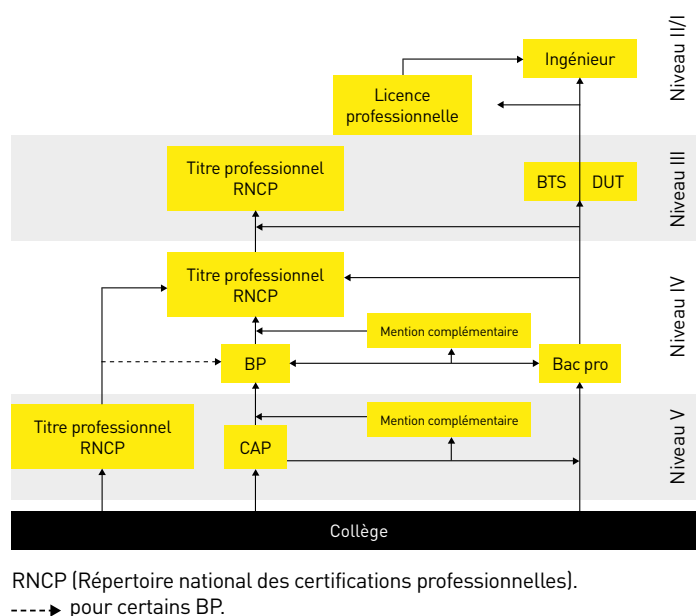 Ingénieur
Niveau II/I
Licence
professionnelle
Titre professionnel
RNCP
BTS
DUT
Niveau III
Titre professionnel
RNCP
Niveau IV
Mention complémentaire
BP
Bac pro
Titre professionnel
RNCP
CAP
Mention complémentaire
Niveau V
Collège
RNCP (Répertoire national des certifications professionnelles).
pour certains BP.